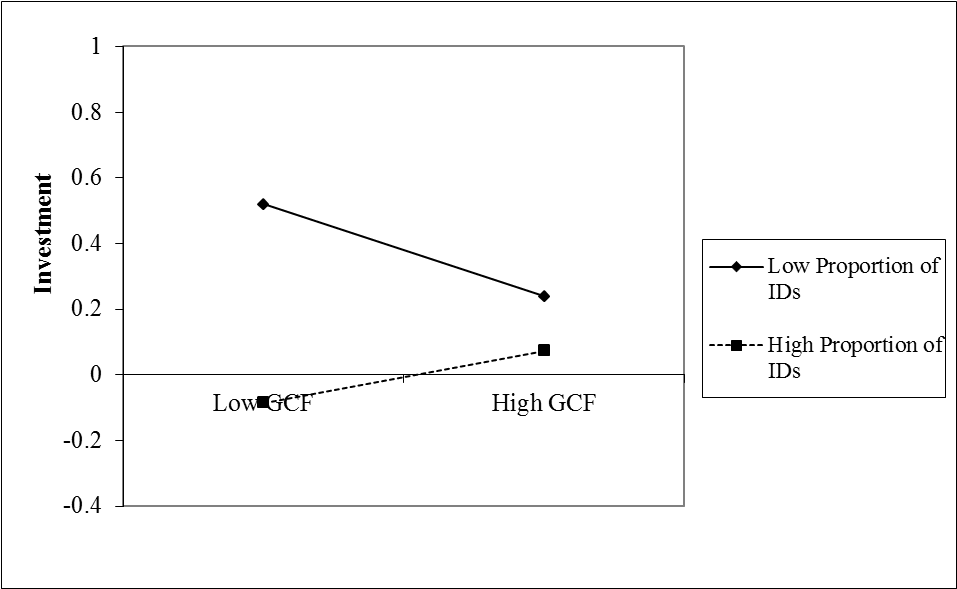 1
0.8
0.6
0.4
0.2
0
-0.2
-0.4
Investment
Low GCF
High GCF
Low Proportion of
IDs
High Proportion of
IDs